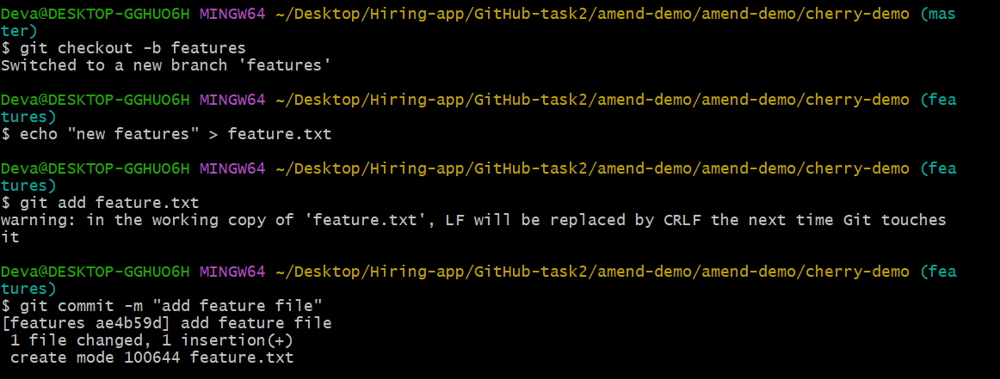 Deva@DESKTOP-GGHUO6H MINGW64 ~/Desktop/Hiring-app/GitHub-task2/amend-demo/amend-demo/cherry-demo (mas
ter)
$ git checkout -b features
Switched to a new branch 'features'
Deva@DESKTOP-GGHUO6H MINGW64 ~/Desktop/Hiring-app/GitHub-task2/amend-demo/amend-demo/cherry-demo (fea
tures)
$ echo "new features" > feature.txt
Deva@DESKTOP-GGHUO6H MINGW64 ~/Desktop/Hiring-app/GitHub-task2/amend-demo/amend-demo/cherry-demo (fea
tures)
$ git add feature.txt
warning: in the working copy of 'feature.txt', LF will be replaced by CRLF the next time Git touches
it
Deva@DESKTOP-GGHUO6H MINGW64 ~/Desktop/Hiring-app/GitHub-task2/amend-demo/amend-demo/cherry-demo (fea
tures)
$ git commit -m "add feature file"
[features ae4b59d] add feature file
 1 file changed, 1 insertion(+)
 create mode 100644 feature.txt